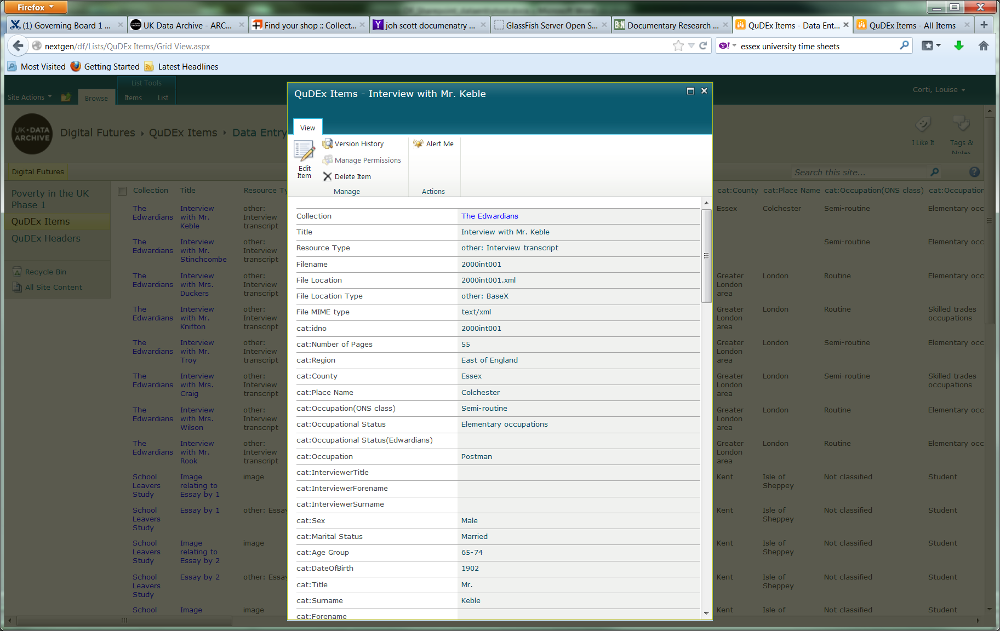 Firefox
(1) Governing Board 1 ...
UK Data Archive - ARC...
Find your shop :: Collect...
joh scott documenatry ...
GlassFish Server Open S...
Documentary Research ...
QuDEx Items - Data Ent...
QuDEx Items - All Items
nextgen/df/Lists/QuDEx Items/Grid View.aspx
essex university time sheets
Most Visited
Getting Started
Latest Headlines
List Tools
Site Actions
Browse
Items
List
Corti, Louise
UK•DATA
ARCHIVE
Digital Futures
QuDEx Items
Data Entry
I Like It
Tags &
Notes
Digital Futures
Search this site...
Poverty in the UK
Phase 1
QuDEx Items
QuDEx Headers
Recycle Bin
All Site Content
Collection Title Resource Ty
The Edwardians
Interview with Mr. Keble
other: Interview transcript
The Edwardians
Interview with Mr. Stinchcombe
other: Interview transcript
The Edwardians
Interview with Mrs. Duckers
other: Interview transcript
The Edwardians
Interview with Mr. Knifton
other: Interview transcript
The Edwardians
Interview with Mr. Troy
other: Interview transcript
The Edwardians
Interview with Mrs. Craig
other: Interview transcript
The Edwardians
Interview with Mrs. Wilson
other: Interview transcript
The Edwardians
Interview with Mr. Rook
other: Interview transcript
School Leavers Study
Image relating to Essay by 1
image
School Leavers Study
Essay by 1
other: Essay
School Leavers Study
Image relating to Essay by 2
image
School Leavers Study
Essay by 2
other: Essay
School
Image
image
QuDEx Items - Interview with Mr. Keble
View
Edit
Item
Version History
Manage Permissions
Delete Item
Manage
Alert Me
Actions
Collection The Edwardians
Title Interview with Mr. Keble
Resource Type other: Interview transcript
Filename 2000int001
File Location 2000int001.xml
File Location Type other: BaseX
File MIME type text/xml
cat:idno 2000int001
cat:Number of Pages 55
cat:Region East of England
cat:County Essex
cat:Place Name Colchester
cat:Occupation(ONS class) Semi-routine
cat:Occupational Status Elementary occupations
cat:Occupational Status(Edwardians)
cat:Occupation Postman
cat:InterviewerTitle
cat:InterviewerForename
cat:InterviewerSurname
cat:Sex Male
cat:Marital Status Married
cat:Age Group 65-74
cat:DateOfBirth 1902
cat:Title Mr.
cat:Surname Keble
cat:Forename
cat:County cat:Place Name cat:Occupation(ONS class) cat:Occupation
Essex Colchester Semi-routine Elementary occ
Semi-routine Elementary occ
Greater London area London Routine Elementary occ
Greater London area London Routine Skilled trades occupations
Greater London area London Semi-routine Elementary occ
Greater London area London Semi-routine Skilled trades occupations
Greater London area London Routine Elementary occ
Greater London area London Routine Elementary occ
Kent Isle of Sheppey Not classified Student
Kent Isle of Sheppey Not classified Student
Kent Isle of Sheppey Not classified Student
Kent Isle of Sheppey Not classified Student
Kent Isle of Not classified Student